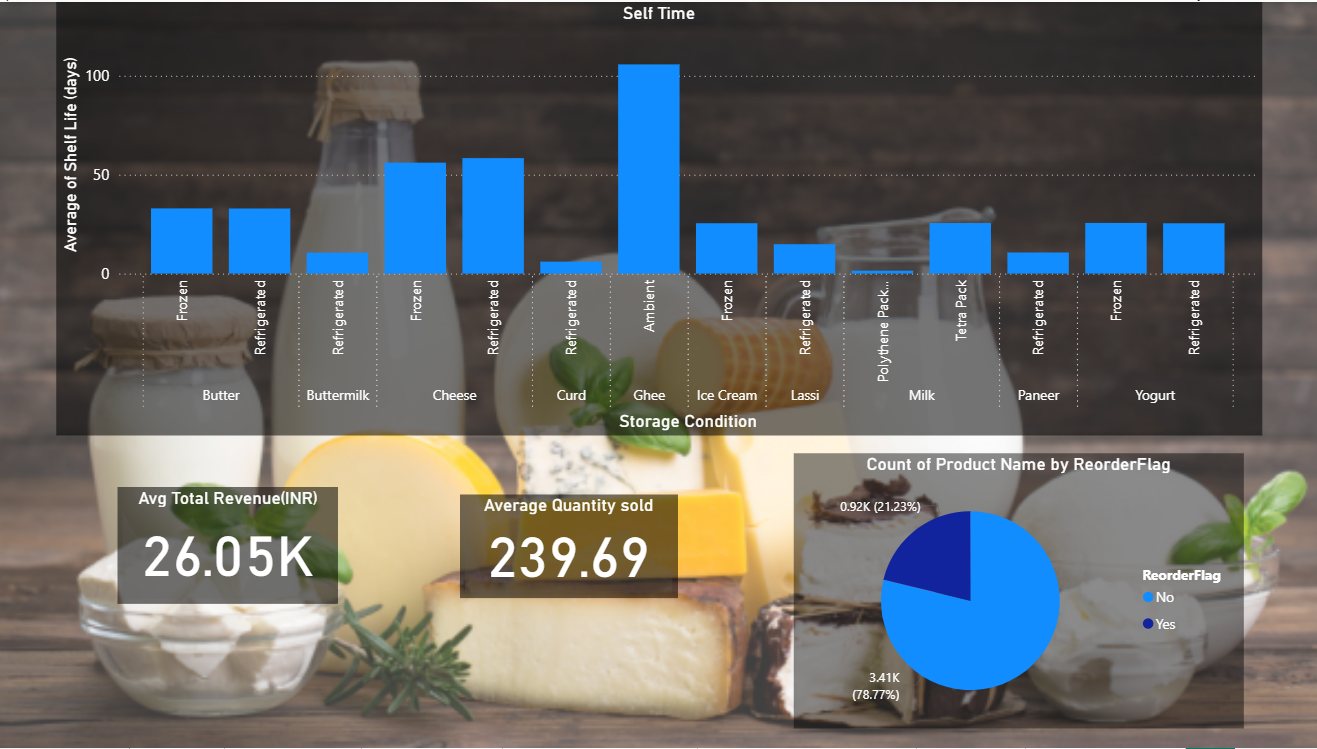 Self Time
Average of Shelf Life (days)
100
50
0
Frozen
Refrigerated
Refrigerated
Frozen
Refrigerated
Refrigerated
Ambient
Frozen
Refrigerated
Polythene Pack...
Tetra Pack
Refrigerated
Frozen
Refrigerated
Butter
Buttermilk
Cheese
Curd
Ghee
Ice Cream
Lassi
Milk
Paneer
Yogurt
Storage Condition
Avg Total Revenue(INR)
26.05K
Average Quantity sold
239.69
Count of Product Name by ReorderFlag
0.92K (21.23%)
3.41K
(78.77%)
ReorderFlag
No
Yes